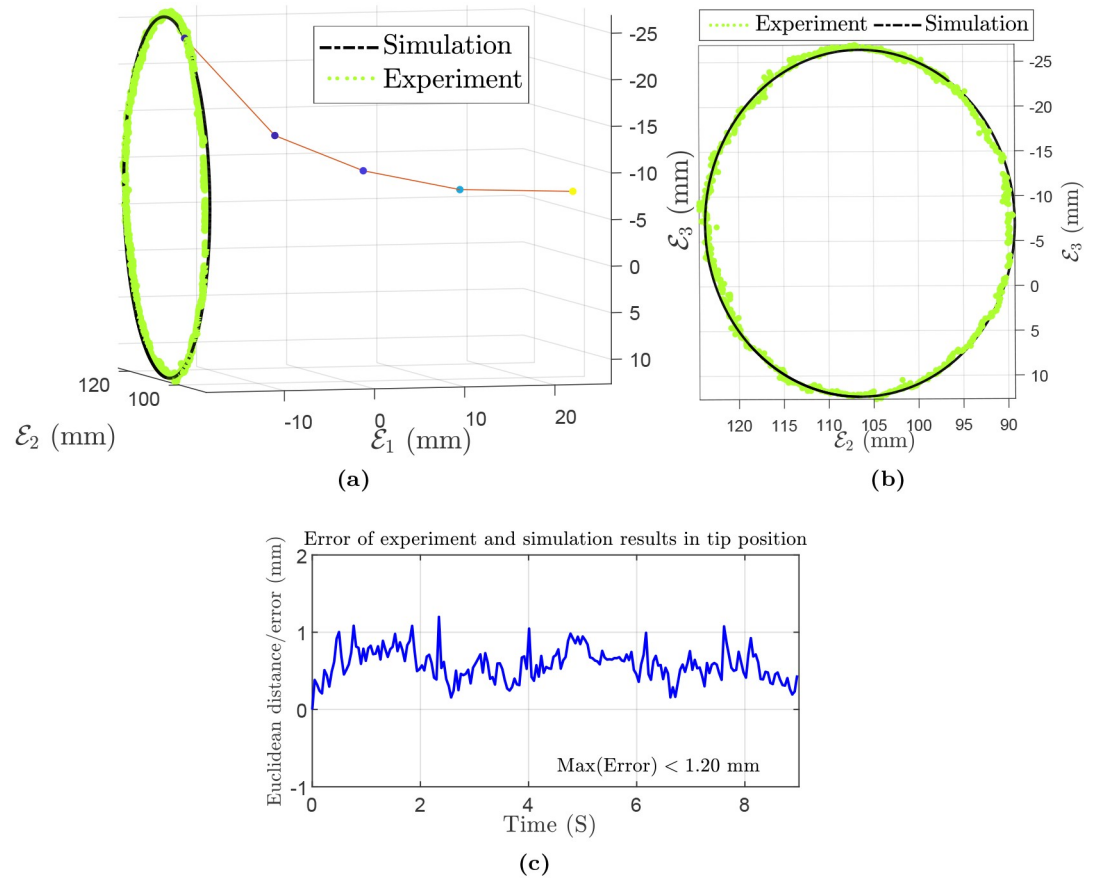 Simulation
Experiment
-25
-20
-15
-10
-5
0
5
10
120
100
-10
0
10
20
ℰ2 (mm)
ℰ1 (mm)
(a)
Experiment
Simulation
-25
-20
-15
-10
-5
0
5
10
ℰ3 (mm)
ℰ3 (mm)
120
115
110
105
100
95
90
ℰ2 (mm)
(b)
Error of experiment and simulation results in tip position
Euclidean distance/error (mm)
2
1
0
-1
Max(Error) < 1.20 mm
0
2
4
6
8
Time (S)
(c)